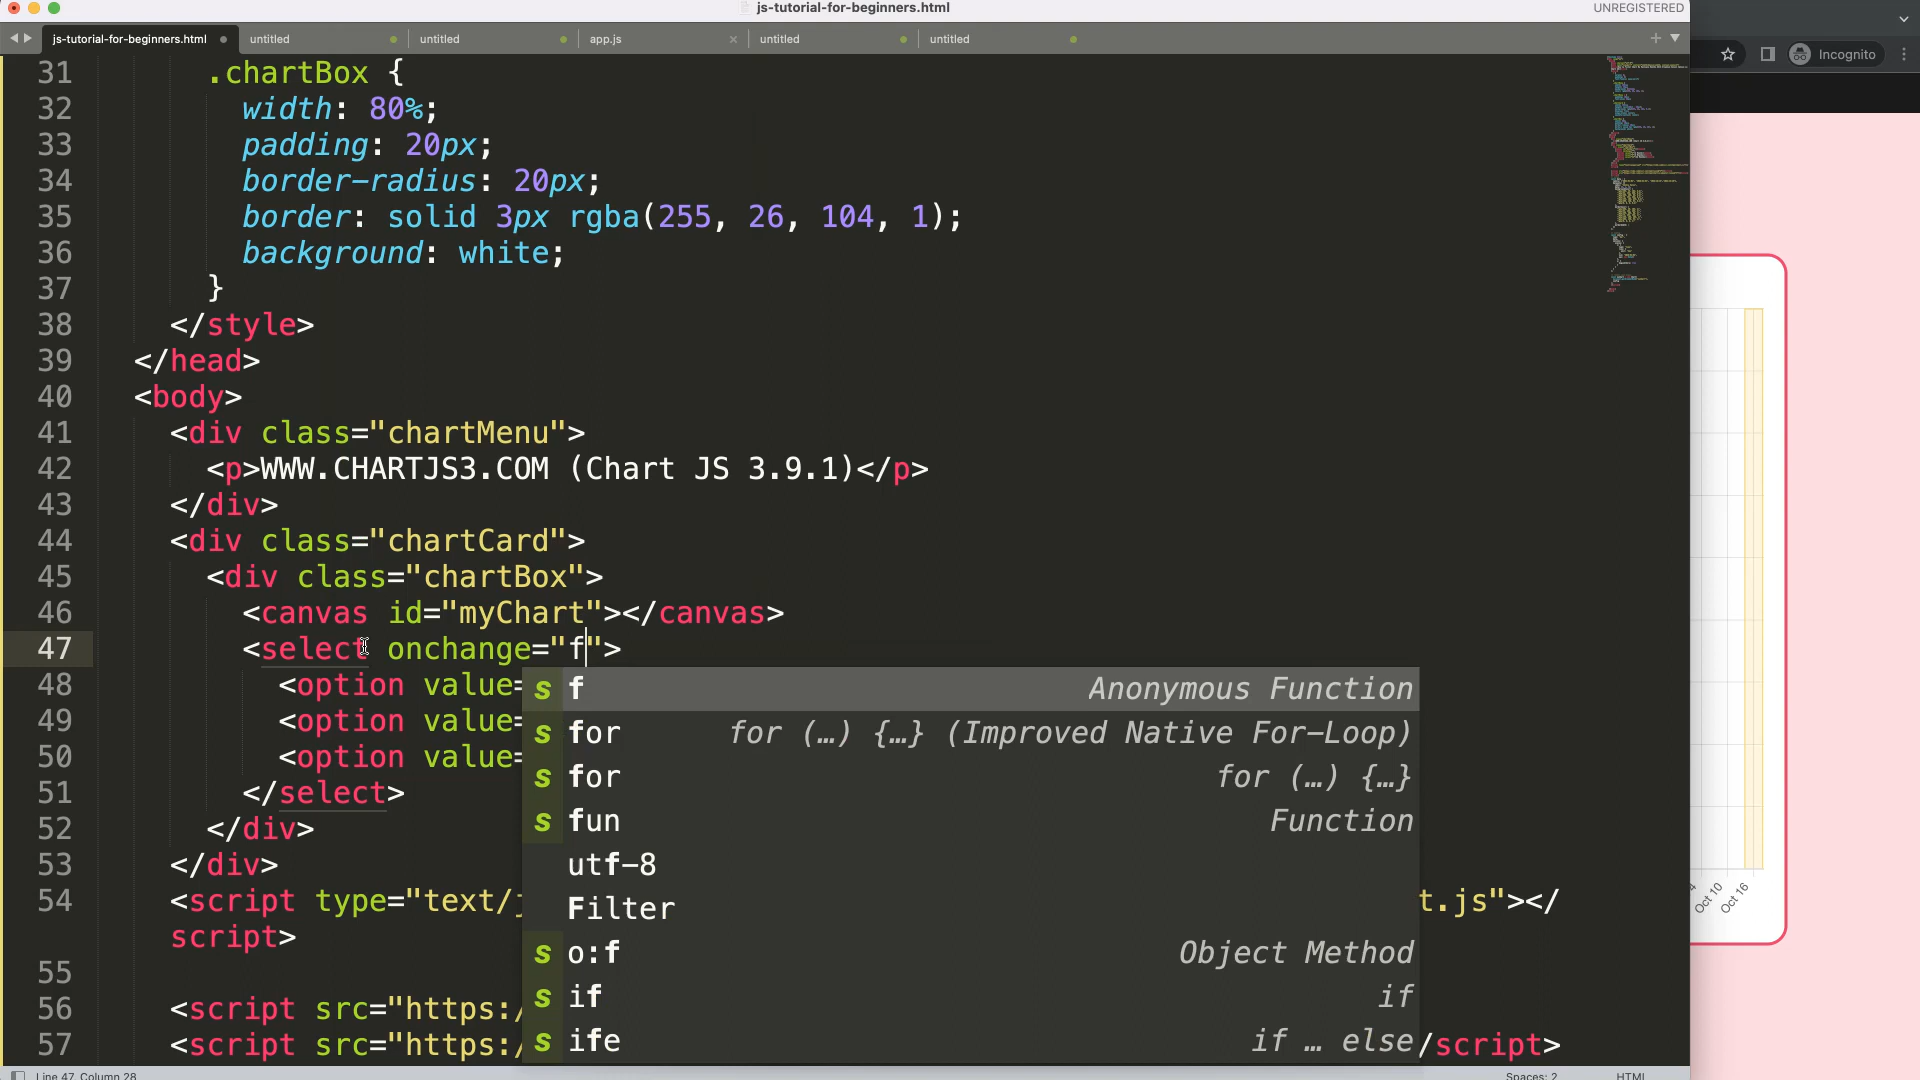 js-tutorial-for-beginners.html
UNREGISTERED
js-tutorial-for-beginners.html untitled untitled app.js untitled untitled
Incognito
31 .chartBox {
32 width: 80%;
33 padding: 20px;
34 border-radius: 20px;
35 border: solid 3px rgba(255, 26, 104, 1);
36 background: white;
37 }
38 </style>
39 </head>
40 <body>
41 <div class="chartMenu">
42 <p>WWW.CHARTJS3.COM (Chart JS 3.9.1)</p>
43 </div>
44 <div class="chartCard">
45 <div class="chartBox">
46 <canvas id="myChart"></canvas>
47 <select onchange="f">
48 <option value=
49 <option value=
50 <option value=
51 </select>
52 </div>
53 </div>
54 <script type="text/j t.js"></
script>
55
56 <script src="https:/
57 <script src="https:/ /script>
s f Anonymous Function
s for for (…) {…} (Improved Native For-Loop)
s for for (…) {…}
s fun Function
utf-8
Filter
s o:f Object Method
s if if
s ife if … else
Oct 10
Oct 16
Line 47, Column 28
Spaces: 2
HTML